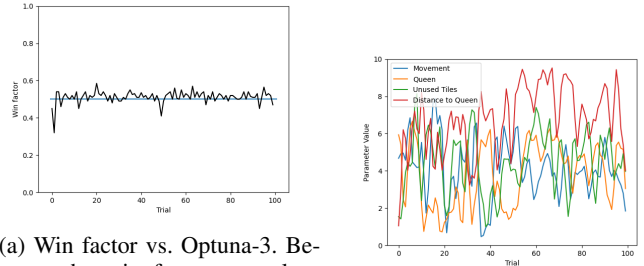 1.0
0.8
0.6
0.4
0.2
0.0
Win factor
0 20 40 60 80 100
Trial
(a) Win factor vs. Optuna-3. Be-
10
8
6
4
2
0
Parameter Value
Movement
Queen
Unused Tiles
Distance to Queen
0 20 40 60 80 100
Trial